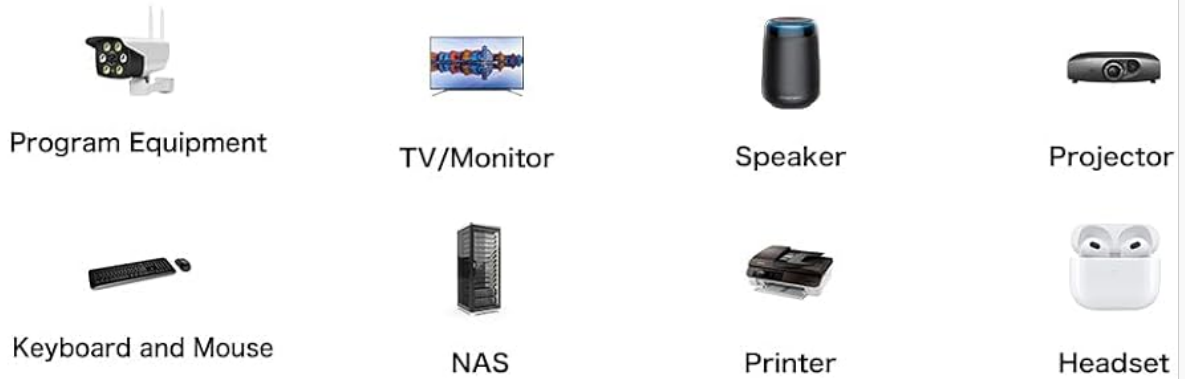 Program Equipment
TV/Monitor
Speaker
Projector
Keyboard and Mouse
NAS
Printer
Headset